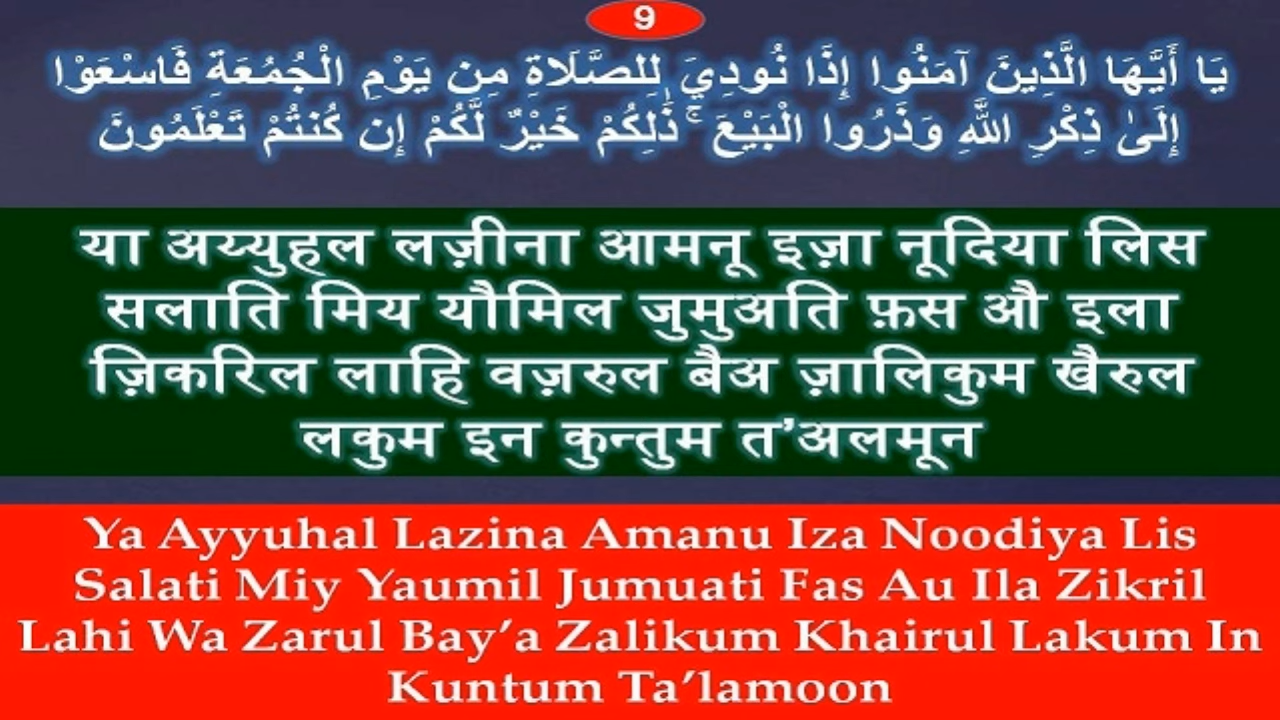 9
يَا أَيُّهَا الَّذِينَ آمَنُوا إِذَا نُودِيَ لِلصَّلَاةِ مِن يَوْمِ الْجُمُعَةِ فَاسْعَوْا
إِلَىٰ ذِكْرِ اللَّهِ وَذَرُوا الْبَيْعَ ۚ ذَٰلِكُمْ خَيْرٌ لَّكُمْ إِن كُنتُمْ تَعْلَمُونَ
या अय्युहल लज़ीना आमनू इज़ा नूदिया लिस
सलाति मिय यौमिल जुमुअति फ़स औ इला
ज़िकरिल लाहि वज़रुल बैअ ज़ालिकुम खैरुल
लकुम इन कुन्तुम त’अलमून
Ya Ayyuhal Lazina Amanu Iza Noodiya Lis
Salati Miy Yaumil Jumuati Fas Au Ila Zikril
Lahi Wa Zarul Bay’a Zalikum Khairul Lakum In
Kuntum Ta’lamoon